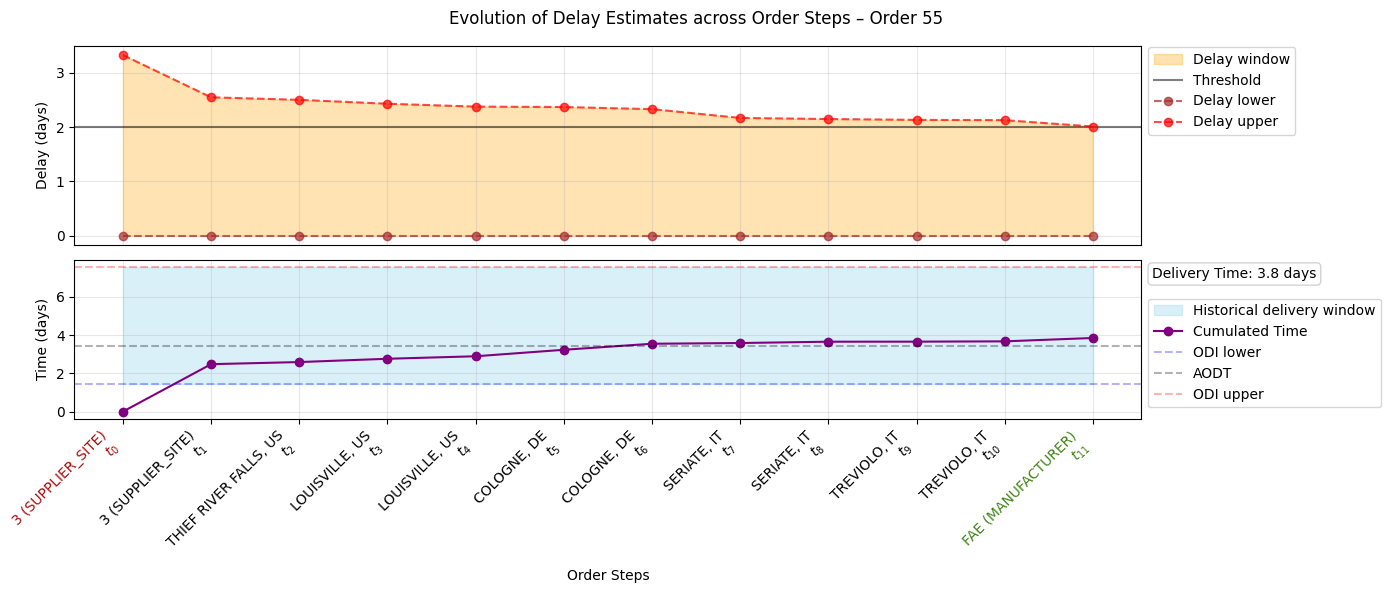 Evolution of Delay Estimates across Order Steps – Order 55
Delay (days)
3
2
1
0
Delay window
Threshold
Delay lower
Delay upper
Time (days)
6
4
2
0
Delivery Time: 3.8 days
Historical delivery window
Cumulated Time
ODI lower
AODT
ODI upper
3 (SUPPLIER_SITE)
t0
3 (SUPPLIER_SITE)
t1
THIEF RIVER FALLS, US
t2
LOUISVILLE, US
t3
LOUISVILLE, US
t4
COLOGNE, DE
t5
COLOGNE, DE
t6
SERIATE, IT
t7
SERIATE, IT
t8
TREVIOLO, IT
t9
TREVIOLO, IT
t10
FAE (MANUFACTURER)
t11
Order Steps